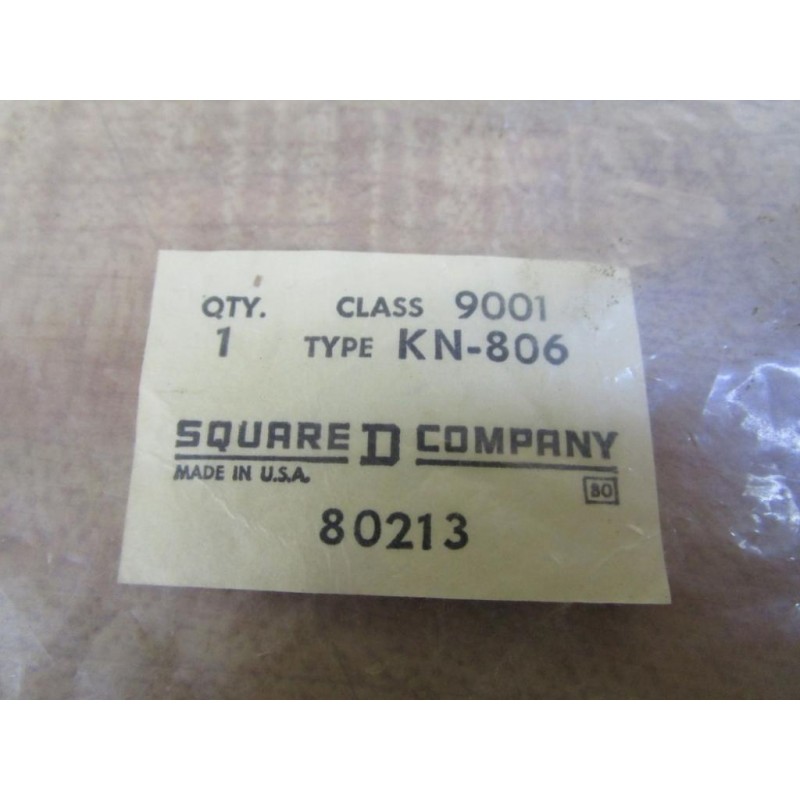 QTY. CLASS 9001
1 TYPE KN-806
SQUARE D COMPANY
MADE IN U.S.A.
80
80213